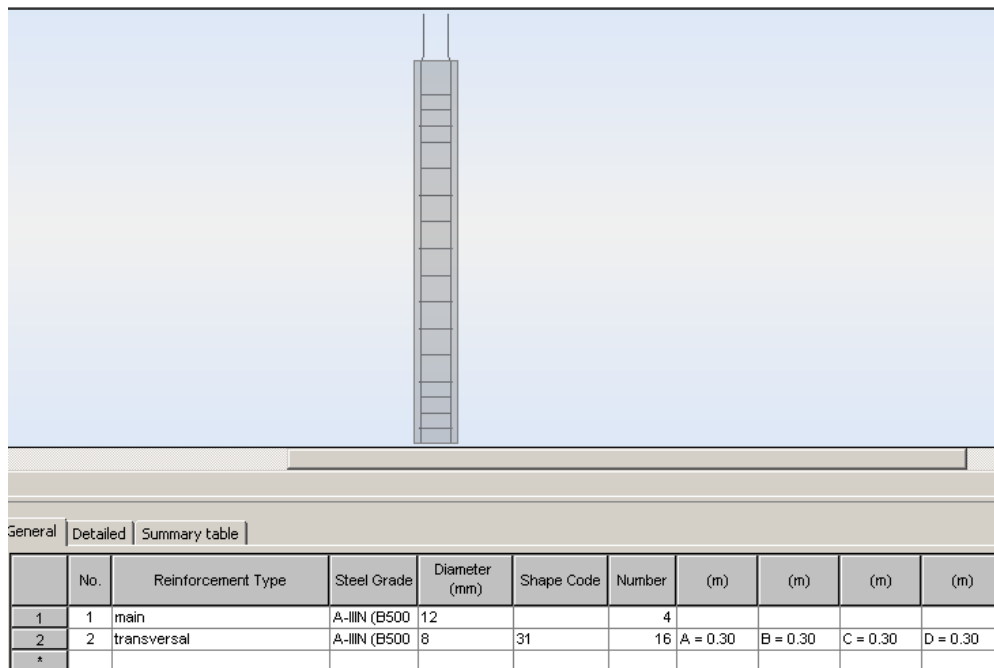 General Detailed Summary table
No. Reinforcement Type Steel Grade Diameter (mm) Shape Code Number (m) (m) (m) (m)
1 1 main A-IIIN (B500 12 4
2 2 transversal A-IIIN (B500 8 31 16 A = 0.30 B = 0.30 C = 0.30 D = 0.30
*